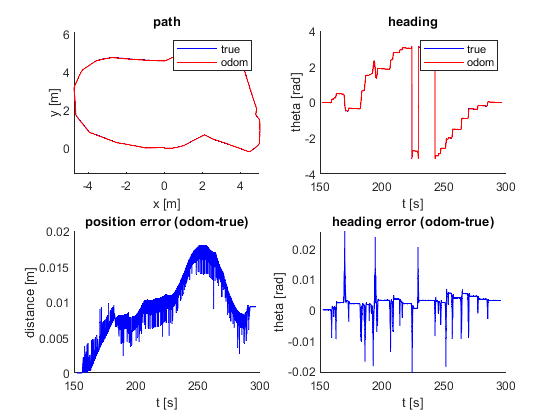 path
heading
6
4
2
0
y [m]
true
odom
-4
-2
0
2
4
x [m]
4
2
0
-2
-4
theta [rad]
true
odom
150
200
250
300
t [s]
position error (odom-true)
heading error (odom-true)
0.02
0.015
0.01
0.005
0
distance [m]
150
200
250
300
t [s]
0.02
0.01
0
-0.01
-0.02
theta [rad]
150
200
250
300
t [s]